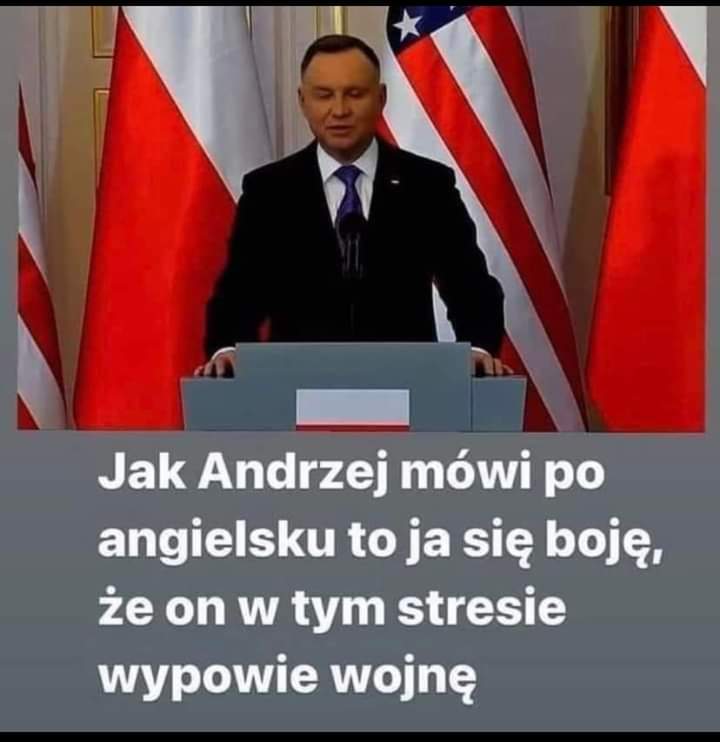 Jak Andrzej mówi po
angielsku to ja się boję,
że on w tym stresie
wypowie wojnę